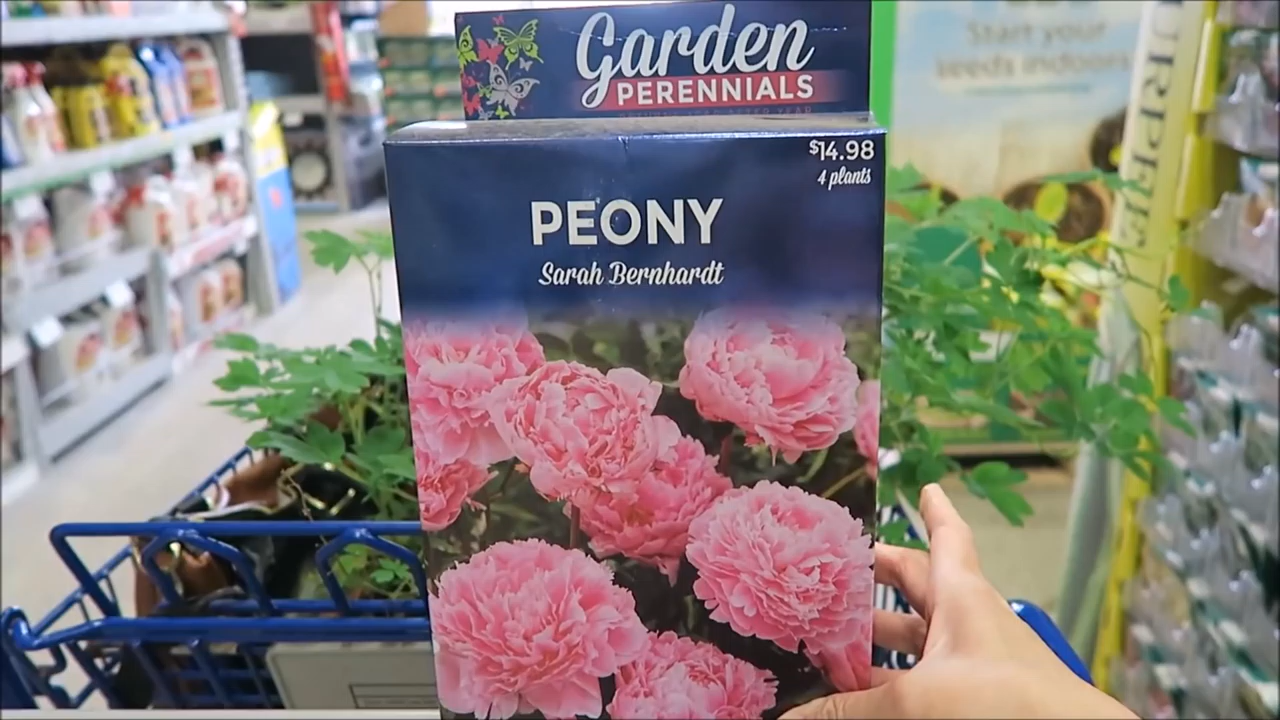 Garden
PERENNIALS
$14.98
4 plants
PEONY
Sarah Bernhardt
Start your
seeds indoors